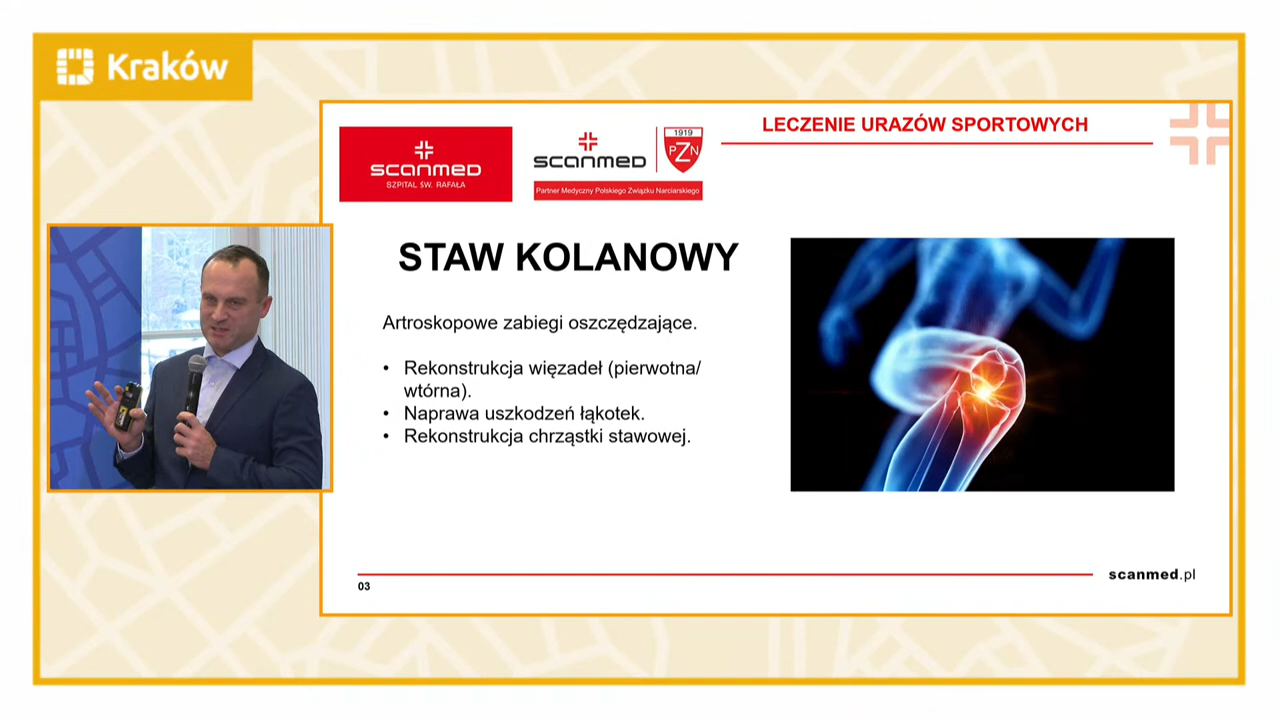 Kraków
LECZENIE URAZÓW SPORTOWYCH
scanmed
SZPITAL ŚW. RAFAŁA
scanmed
1919
PZN
Partner Medyczny Polskiego Związku Narciarskiego
STAW KOLANOWY
Artroskopowe zabiegi oszczędzające.
• Rekonstrukcja więzadeł (pierwotna/
wtórna).
• Naprawa uszkodzeń łąkotek.
• Rekonstrukcja chrząstki stawowej.
03
scanmed.pl